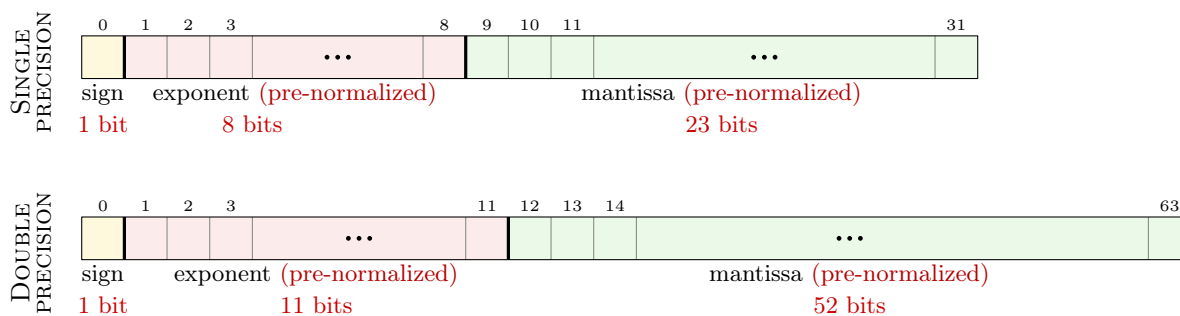 SINGLE PRECISION
0 1 2 3 ... 8 9 10 11 ... 31
sign exponent (pre-normalized) mantissa (pre-normalized)
1 bit 8 bits 23 bits
DOUBLE PRECISION
0 1 2 3 ... 11 12 13 14 ... 63
sign exponent (pre-normalized) mantissa (pre-normalized)
1 bit 11 bits 52 bits